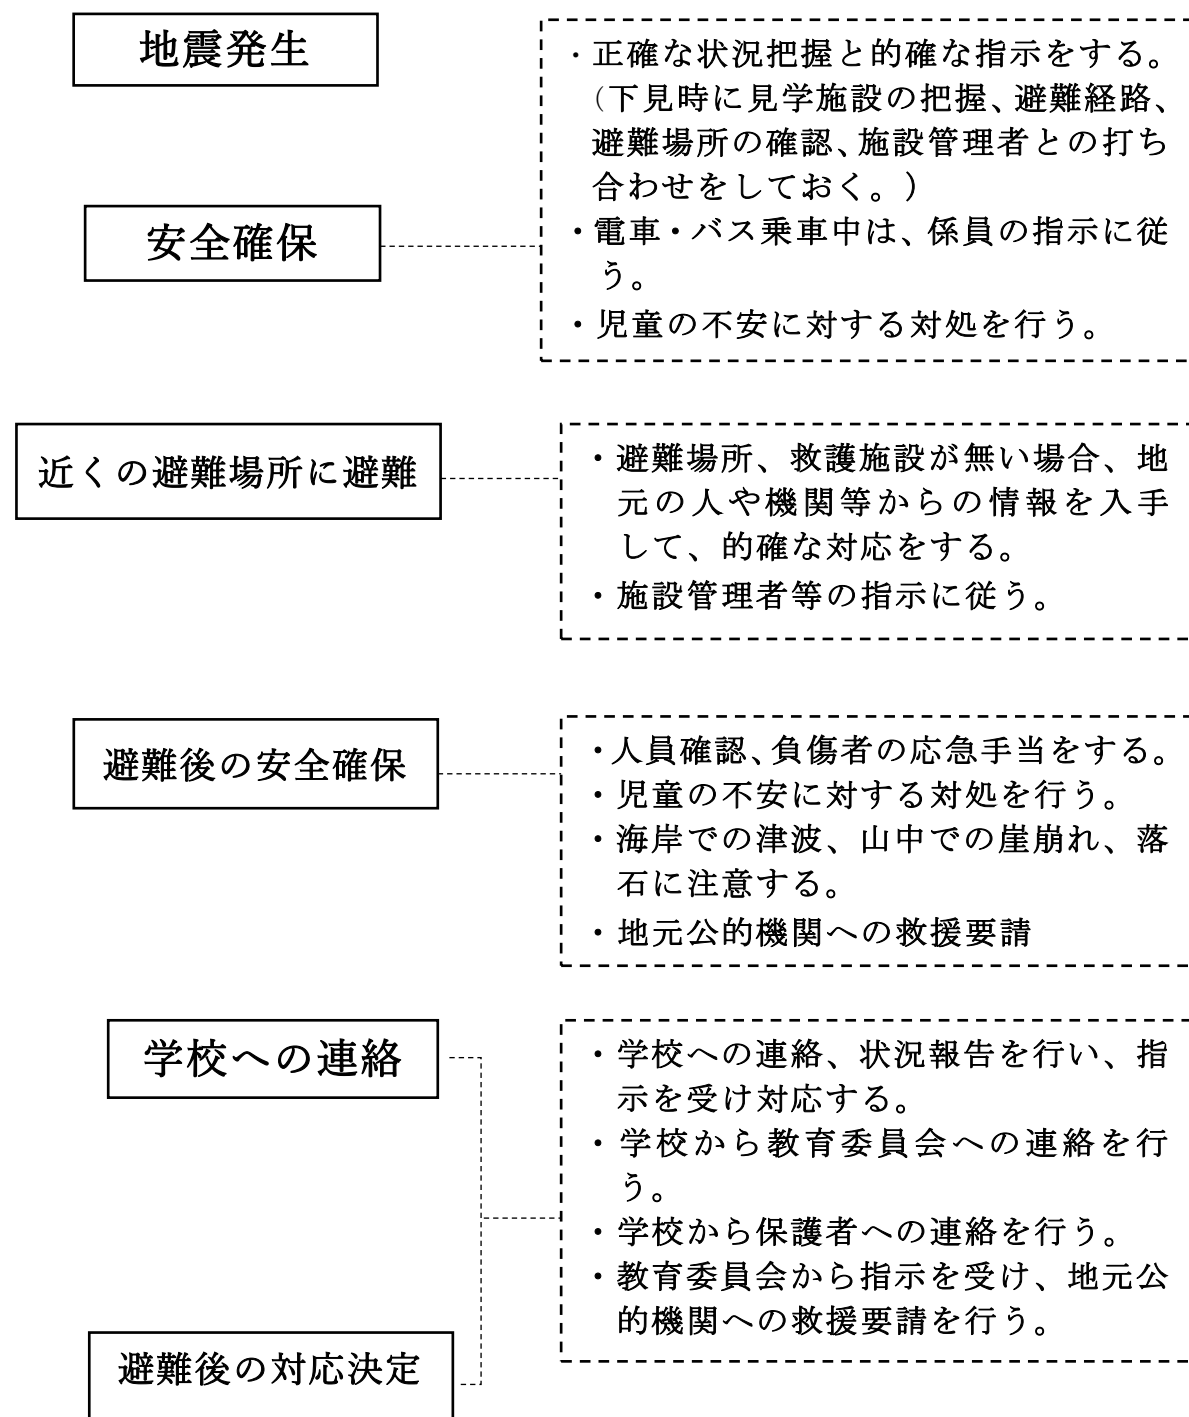 地震発生
・正確な状況把握と的確な指示をする。
(下見時に見学施設の把握、避難経路、
避難場所の確認、施設管理者との打ち
合わせをしておく。)
安全確保
・電車・バス乗車中は、係員の指示に従
う。
・児童の不安に対する対処を行う。
近くの避難場所に避難
・避難場所、救護施設が無い場合、地
元の人や機関等からの情報を入手
して、的確な対応をする。
・施設管理者等の指示に従う。
避難後の安全確保
・人員確認、負傷者の応急手当をする。
・児童の不安に対する対処を行う。
・海岸での津波、山中での崖崩れ、落
石に注意する。
・地元公的機関への救援要請
学校への連絡
・学校への連絡、状況報告を行い、指
示を受け対応する。
・学校から教育委員会への連絡を行
う。
・学校から保護者への連絡を行う。
・教育委員会から指示を受け、地元公
的機関への救援要請を行う。
避難後の対応決定